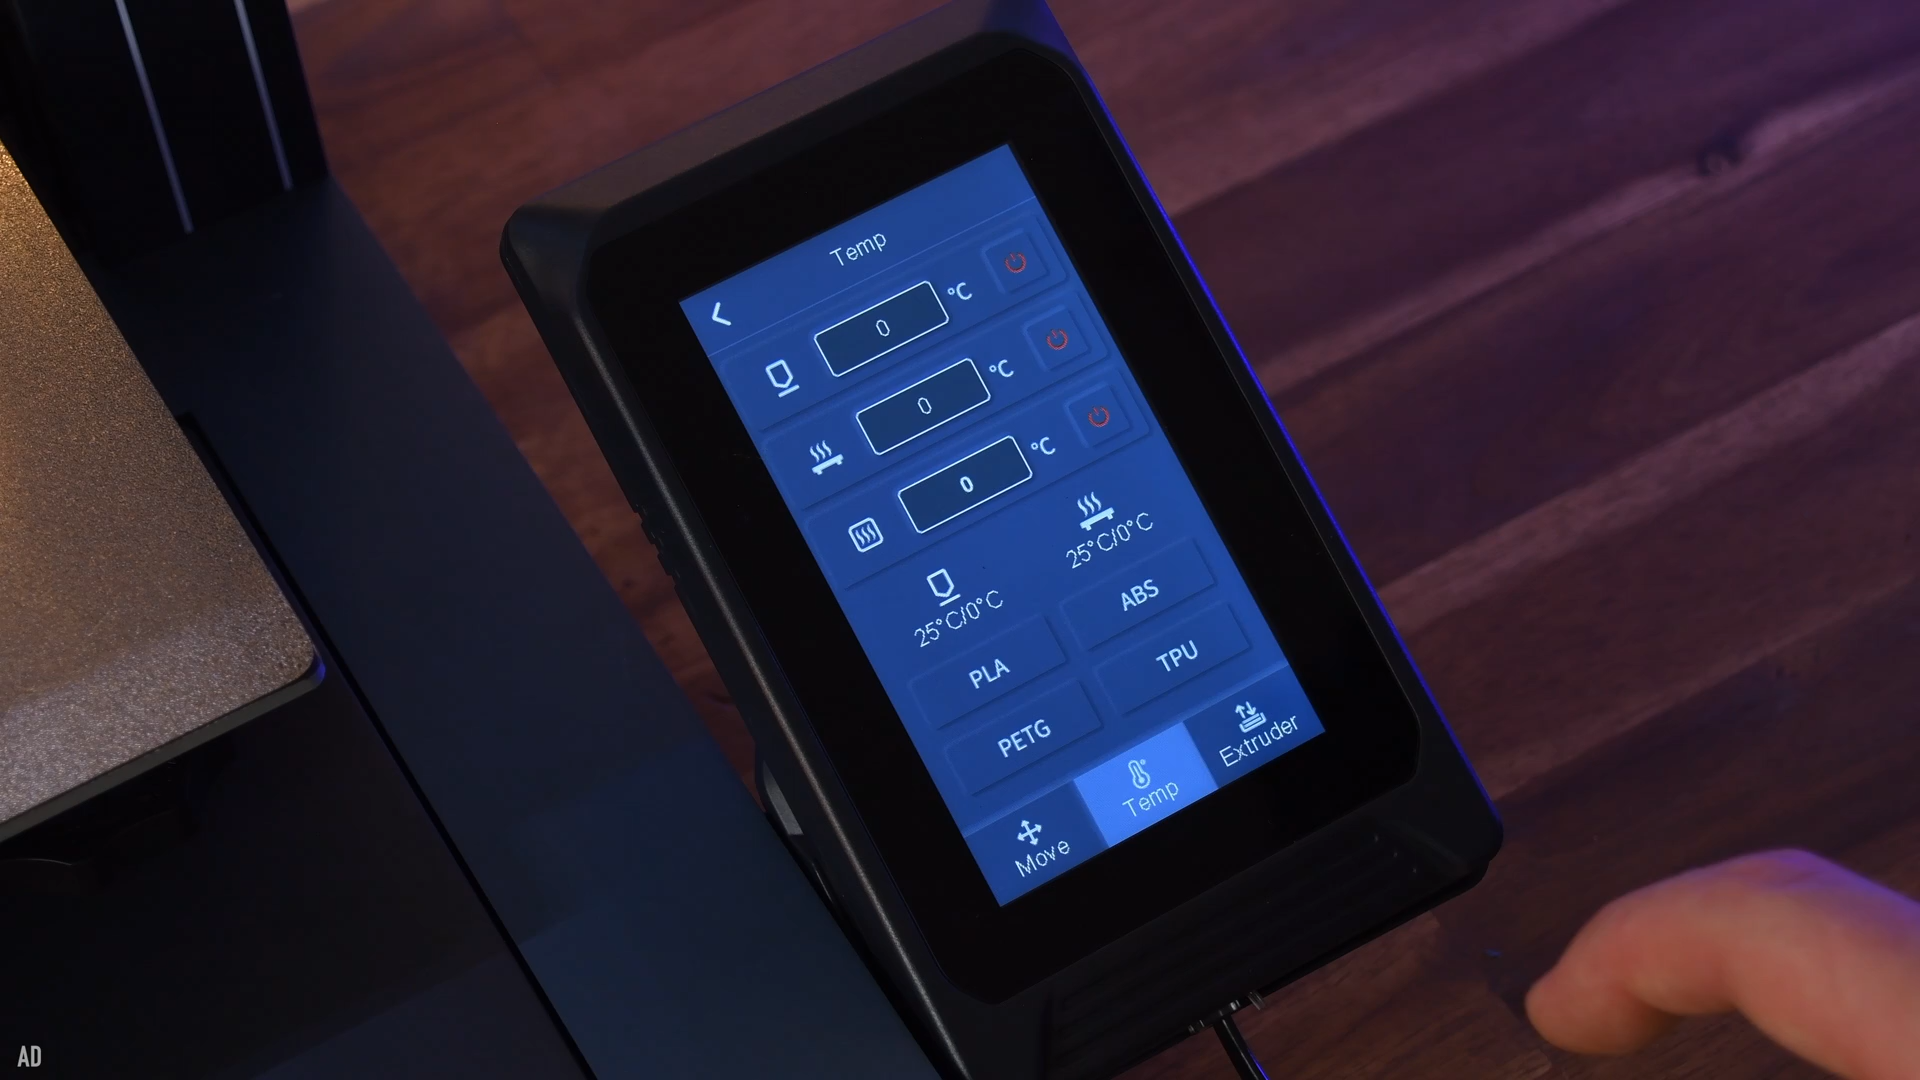 Temp
0 °C
0 °C
0 °C
25°C/0°C 25°C/0°C
PLA ABS
PETG TPU
Move Temp Extruder
AD